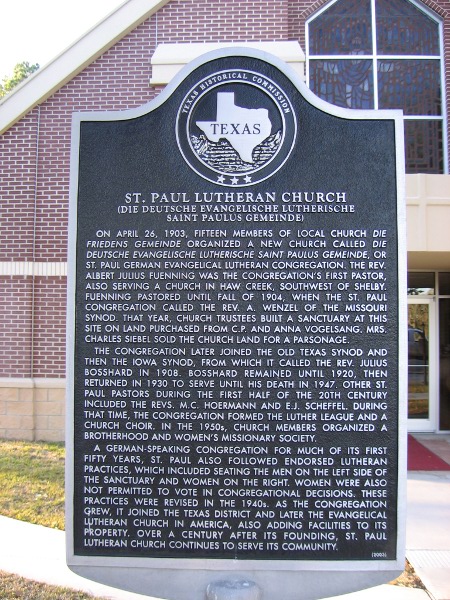 TEXAS HISTORICAL COMMISSION
TEXAS
ST. PAUL LUTHERAN CHURCH
(DIE DEUTSCHE EVANGELISCHE LUTHERISCHE
SAINT PAULUS GEMEINDE)
ON APRIL 26, 1903, FIFTEEN MEMBERS OF LOCAL CHURCH DIE
FRIEDENS GEMEINDE ORGANIZED A NEW CHURCH CALLED DIE
DEUTSCHE EVANGELISCHE LUTHERISCHE SAINT PAULUS GEMEINDE, OR
ST. PAUL GERMAN EVANGELICAL LUTHERAN CONGREGATION. THE REV.
ALBERT JULIUS FUENNING WAS THE CONGREGATION'S FIRST PASTOR,
ALSO SERVING A CHURCH IN HAW CREEK, SOUTHWEST OF SHELBY.
FUENNING PASTORED UNTIL FALL OF 1904, WHEN THE ST. PAUL
CONGREGATION CALLED THE REV. A. WENZEL OF THE MISSOURI
SYNOD. THAT YEAR, CHURCH TRUSTEES BUILT A SANCTUARY AT THIS
SITE ON LAND PURCHASED FROM C.P. AND ANNA VOGELSANG. MRS.
CHARLES SIEBEL SOLD THE CHURCH LAND FOR A PARSONAGE.
THE CONGREGATION LATER JOINED THE OLD TEXAS SYNOD AND
THEN THE IOWA SYNOD, FROM WHICH IT CALLED THE REV. JULIUS
BOSSHARD IN 1908. BOSSHARD REMAINED UNTIL 1920, THEN
RETURNED IN 1930 TO SERVE UNTIL HIS DEATH IN 1947. OTHER ST.
PAUL PASTORS DURING THE FIRST HALF OF THE 20TH CENTURY
INCLUDED THE REVS. M.C. HOERMANN AND E.J. SCHEFFEL. DURING
THAT TIME, THE CONGREGATION FORMED THE LUTHER LEAGUE AND A
CHURCH CHOIR. IN THE 1950s, CHURCH MEMBERS ORGANIZED A
BROTHERHOOD AND WOMEN'S MISSIONARY SOCIETY.
A GERMAN-SPEAKING CONGREGATION FOR MUCH OF ITS FIRST
FIFTY YEARS, ST. PAUL ALSO FOLLOWED ENDORSED LUTHERAN
PRACTICES, WHICH INCLUDED SEATING THE MEN ON THE LEFT SIDE OF
THE SANCTUARY AND WOMEN ON THE RIGHT. WOMEN WERE ALSO
NOT PERMITTED TO VOTE IN CONGREGATIONAL DECISIONS. THESE
PRACTICES WERE REVISED IN THE 1940s. AS THE CONGREGATION
GREW, IT JOINED THE TEXAS DISTRICT AND LATER THE EVANGELICAL
LUTHERAN CHURCH IN AMERICA, ALSO ADDING FACILITIES TO ITS
PROPERTY. OVER A CENTURY AFTER ITS FOUNDING, ST. PAUL
LUTHERAN CHURCH CONTINUES TO SERVE ITS COMMUNITY.